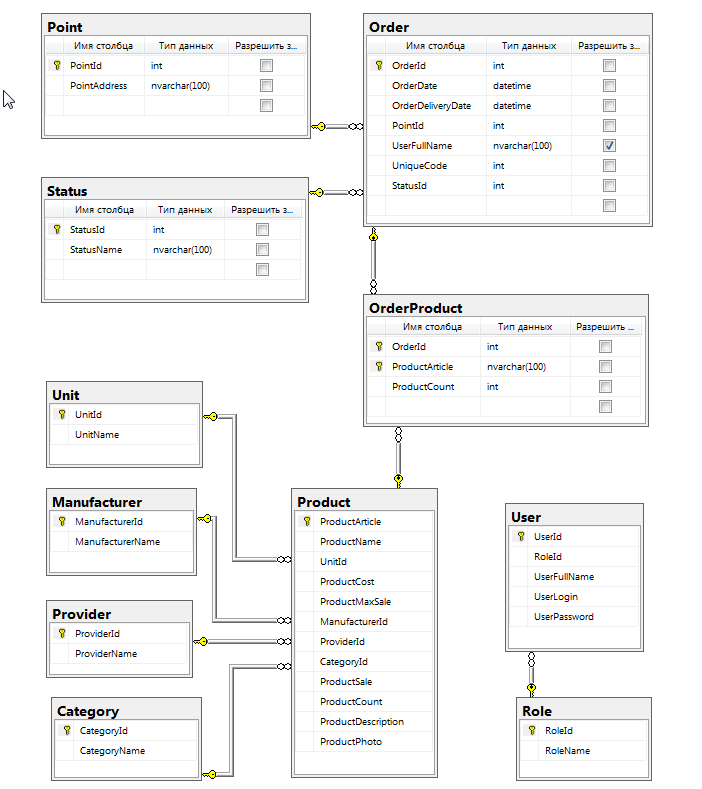 Point
Имя столбца Тип данных Разрешить з...
PointId int
PointAddress nvarchar(100)
Order
Имя столбца Тип данных Разрешить з...
OrderId int
OrderDate datetime
OrderDeliveryDate datetime
PointId int
UserFullName nvarchar(100)
UniqueCode int
StatusId int
Status
Имя столбца Тип данных Разрешить з...
StatusId int
StatusName nvarchar(100)
OrderProduct
Имя столбца Тип данных Разрешить ...
OrderId int
ProductArticle nvarchar(100)
ProductCount int
Unit
UnitId
UnitName
Manufacturer
ManufacturerId
ManufacturerName
Provider
ProviderId
ProviderName
Category
CategoryId
CategoryName
Product
ProductArticle
ProductName
UnitId
ProductCost
ProductMaxSale
ManufacturerId
ProviderId
CategoryId
ProductSale
ProductCount
ProductDescription
ProductPhoto
User
UserId
RoleId
UserFullName
UserLogin
UserPassword
Role
RoleId
RoleName